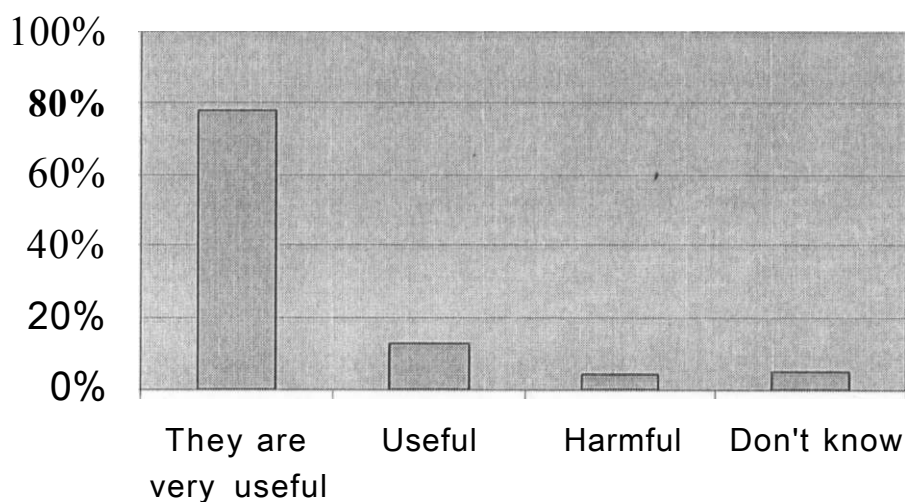 100%
80%
60%
40%
20%
0%
They are
very useful
Useful
Harmful
Don't know